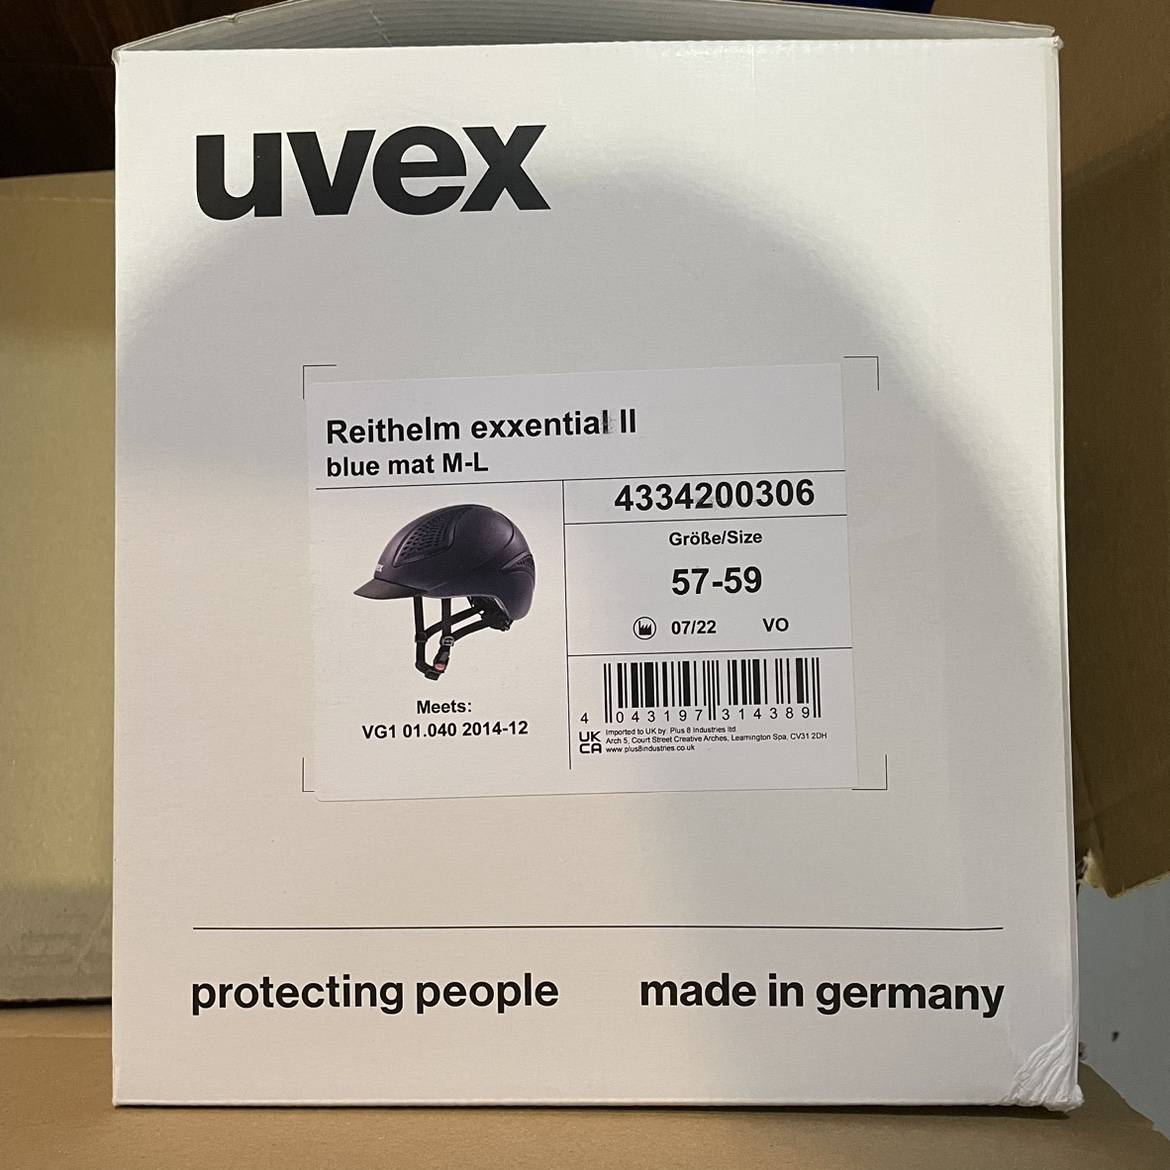 uvex
Reithelm exxential II
blue mat M-L
4334200306
Größe/Size
57-59
07/22 VO
Meets:
VG1 01.040 2014-12
4 043197 314389
UK
CA
Imported to UK by: Plus 8 Industries ltd
Arch 5, Court Street Creative Arches, Leamington Spa, CV31 2DH
www.plus8industries.co.uk
protecting people made in germany